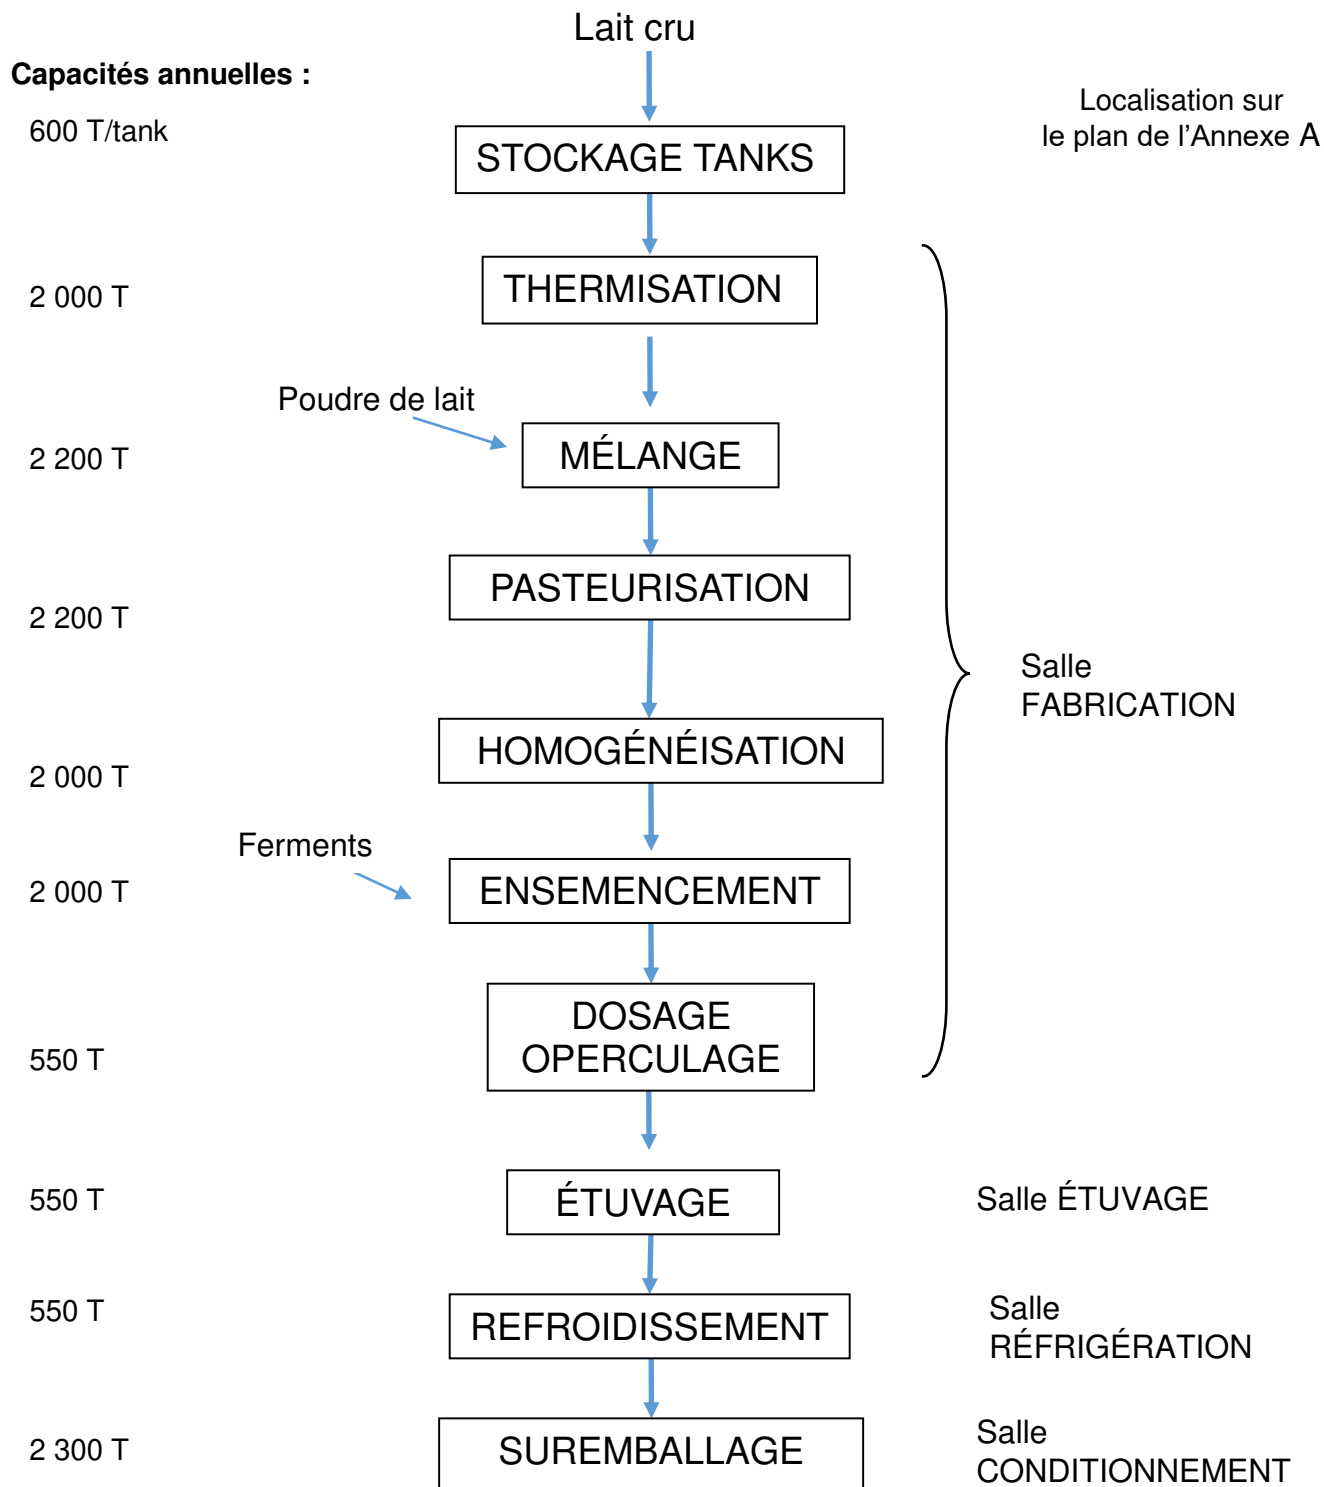 Lait cru
Capacités annuelles :
Localisation sur
le plan de l'Annexe A
600 T/tank
STOCKAGE TANKS
THERMISATION
2 000 T
Poudre de lait
MÉLANGE
2 200 T
PASTEURISATION
2 200 T
Salle
FABRICATION
HOMOGÉNÉISATION
2 000 T
Ferments
ENSEMENCEMENT
2 000 T
DOSAGE
OPERCULAGE
550 T
ÉTUVAGE
550 T
Salle ÉTUVAGE
REFROIDISSEMENT
550 T
Salle
RÉFRIGÉRATION
SUREMBALLAGE
2 300 T
Salle
CONDITIONNEMENT